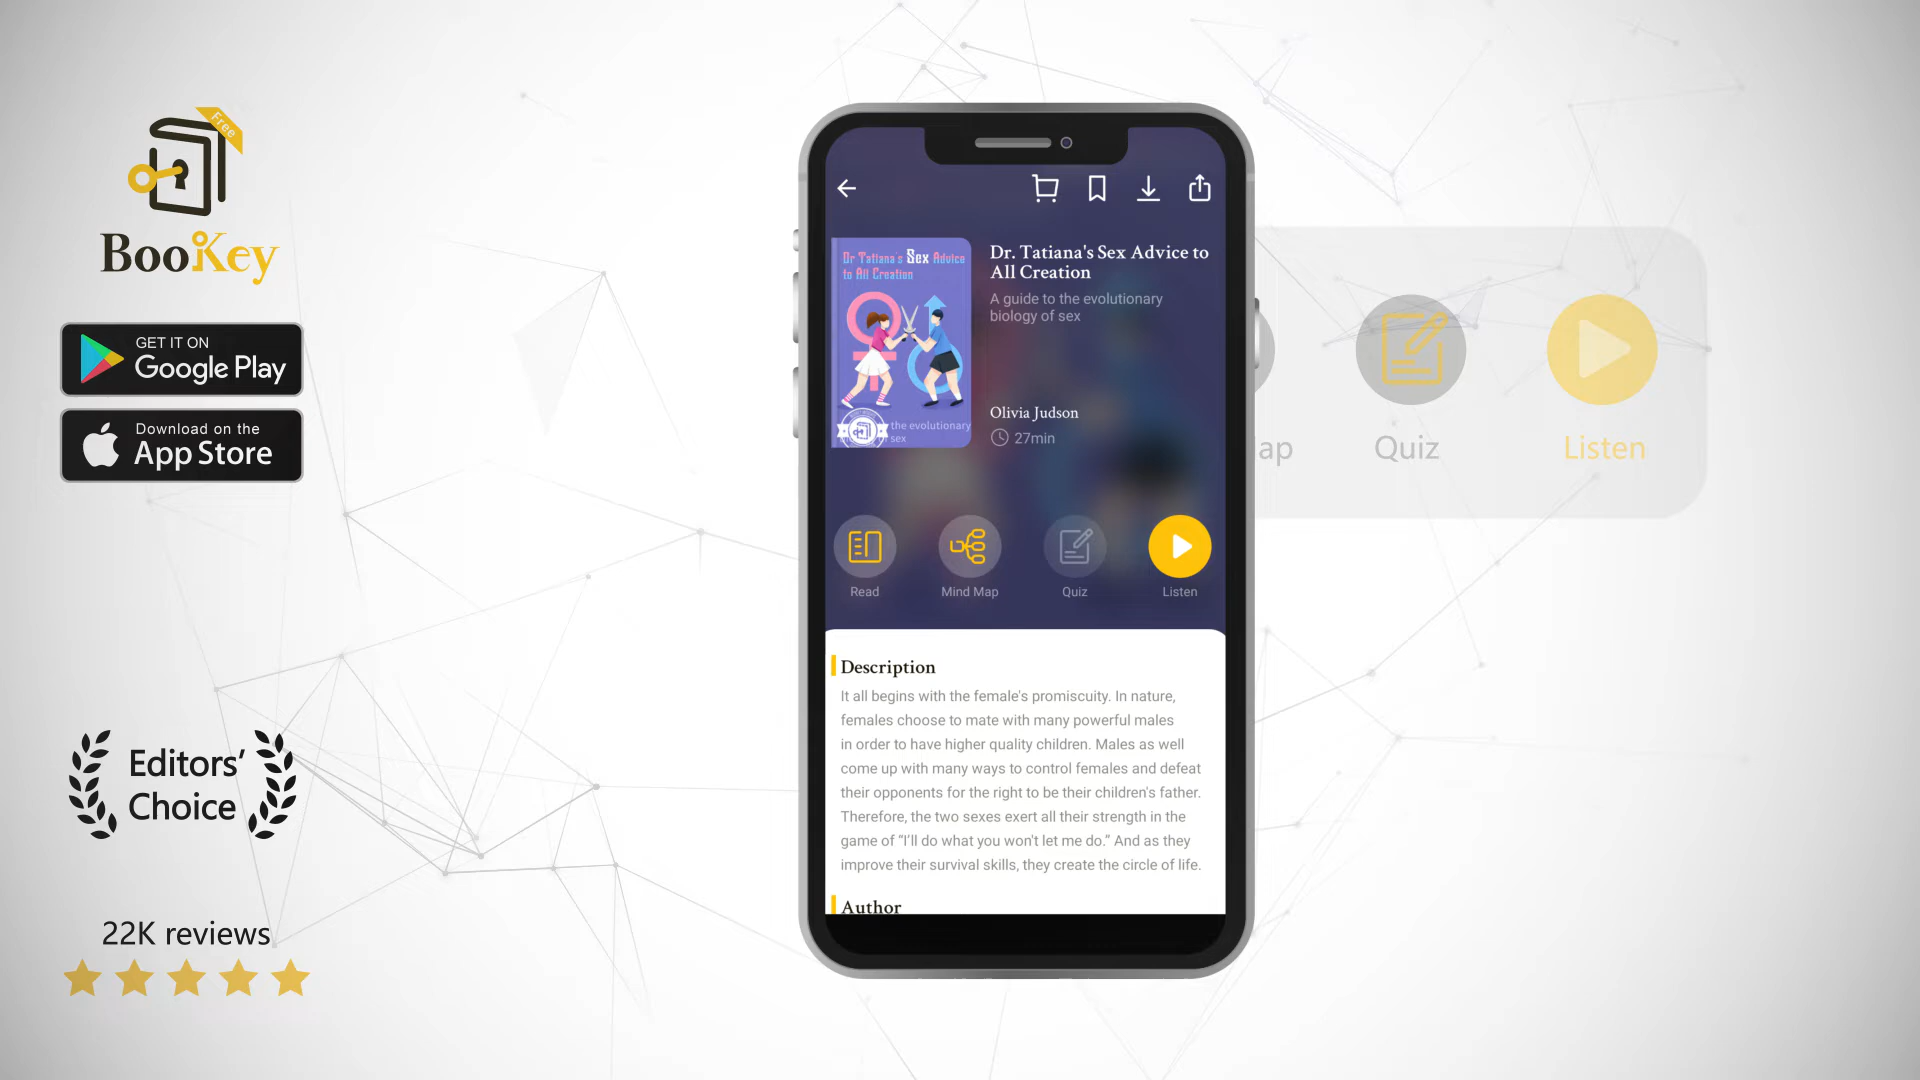 Free
BooKey
GET IT ON
Google Play
Download on the
App Store
Editors’
Choice
22K reviews
Dr Tatiana's Sex Advice
to All Creation
the evolutionary
sex
Dr. Tatiana's Sex Advice to
All Creation
A guide to the evolutionary
biology of sex
Olivia Judson
27min
Read
Mind Map
Quiz
Listen
Description
It all begins with the female's promiscuity. In nature,
females choose to mate with many powerful males
in order to have higher quality children. Males as well
come up with many ways to control females and defeat
their opponents for the right to be their children's father.
Therefore, the two sexes exert all their strength in the
game of “I’ll do what you won't let me do.” And as they
improve their survival skills, they create the circle of life.
Author
ap
Quiz
Listen